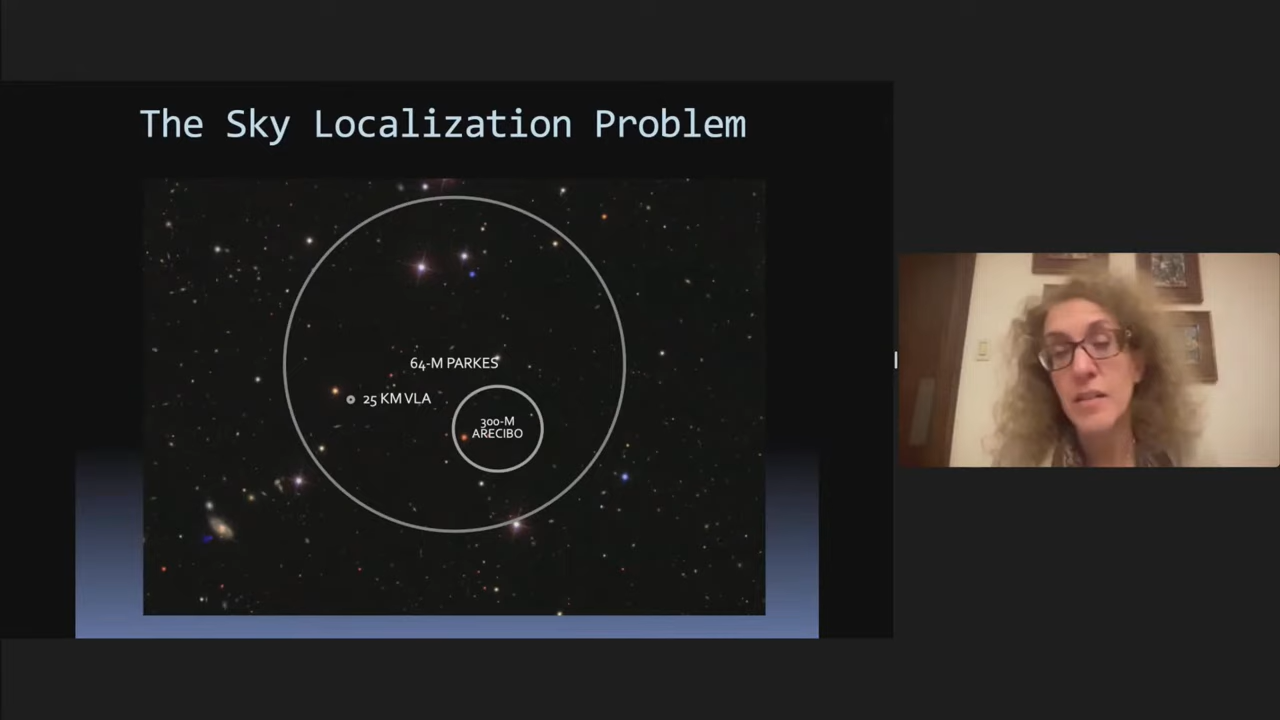 The Sky Localization Problem
64-M PARKES
25 KM VLA
300-M
ARECIBO